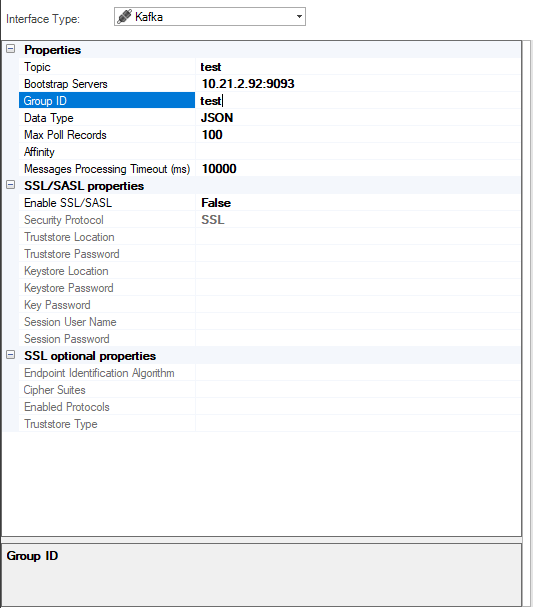 Interface Type: Kafka
Properties
Topic test
Bootstrap Servers 10.21.2.92:9093
Group ID test
Data Type JSON
Max Poll Records 100
Affinity
Messages Processing Timeout (ms) 10000
SSL/SASL properties
Enable SSL/SASL False
Security Protocol SSL
Truststore Location
Truststore Password
Keystore Location
Keystore Password
Key Password
Session User Name
Session Password
SSL optional properties
Endpoint Identification Algorithm
Cipher Suites
Enabled Protocols
Truststore Type
Group ID